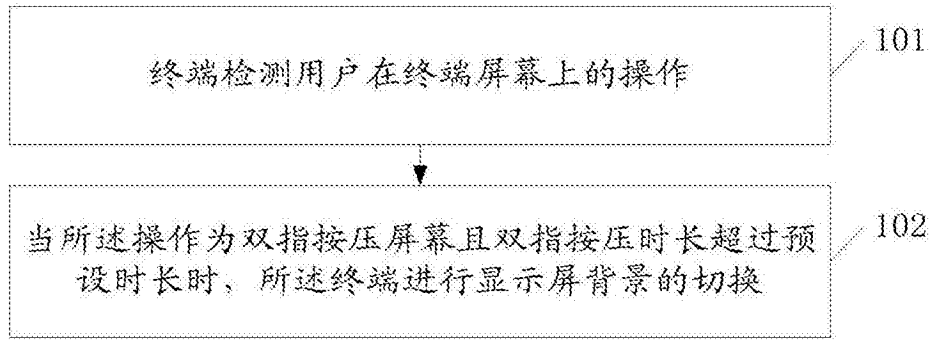 终端检测用户在终端屏幕上的操作
101
当所述操作为双指按压屏幕且双指按压时长超过预
设时长时、所述终端进行显示屏背景的切换
102